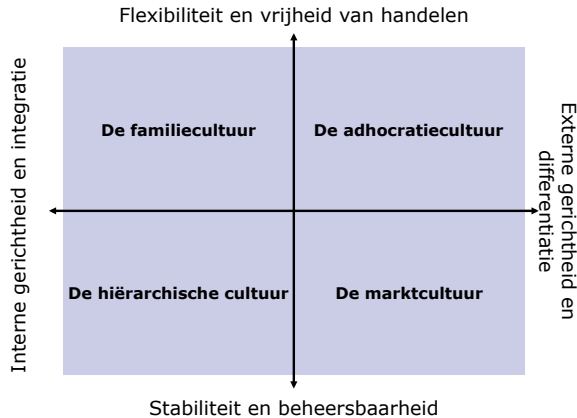 Flexibiliteit en vrijheid van handelen
Interne gerichtheid en integratie
De familiecultuur
De adhocratiecultuur
Externe gerichtheid en
differentiatie
De hiërarchische cultuur
De marktcultuur
Stabiliteit en beheersbaarheid